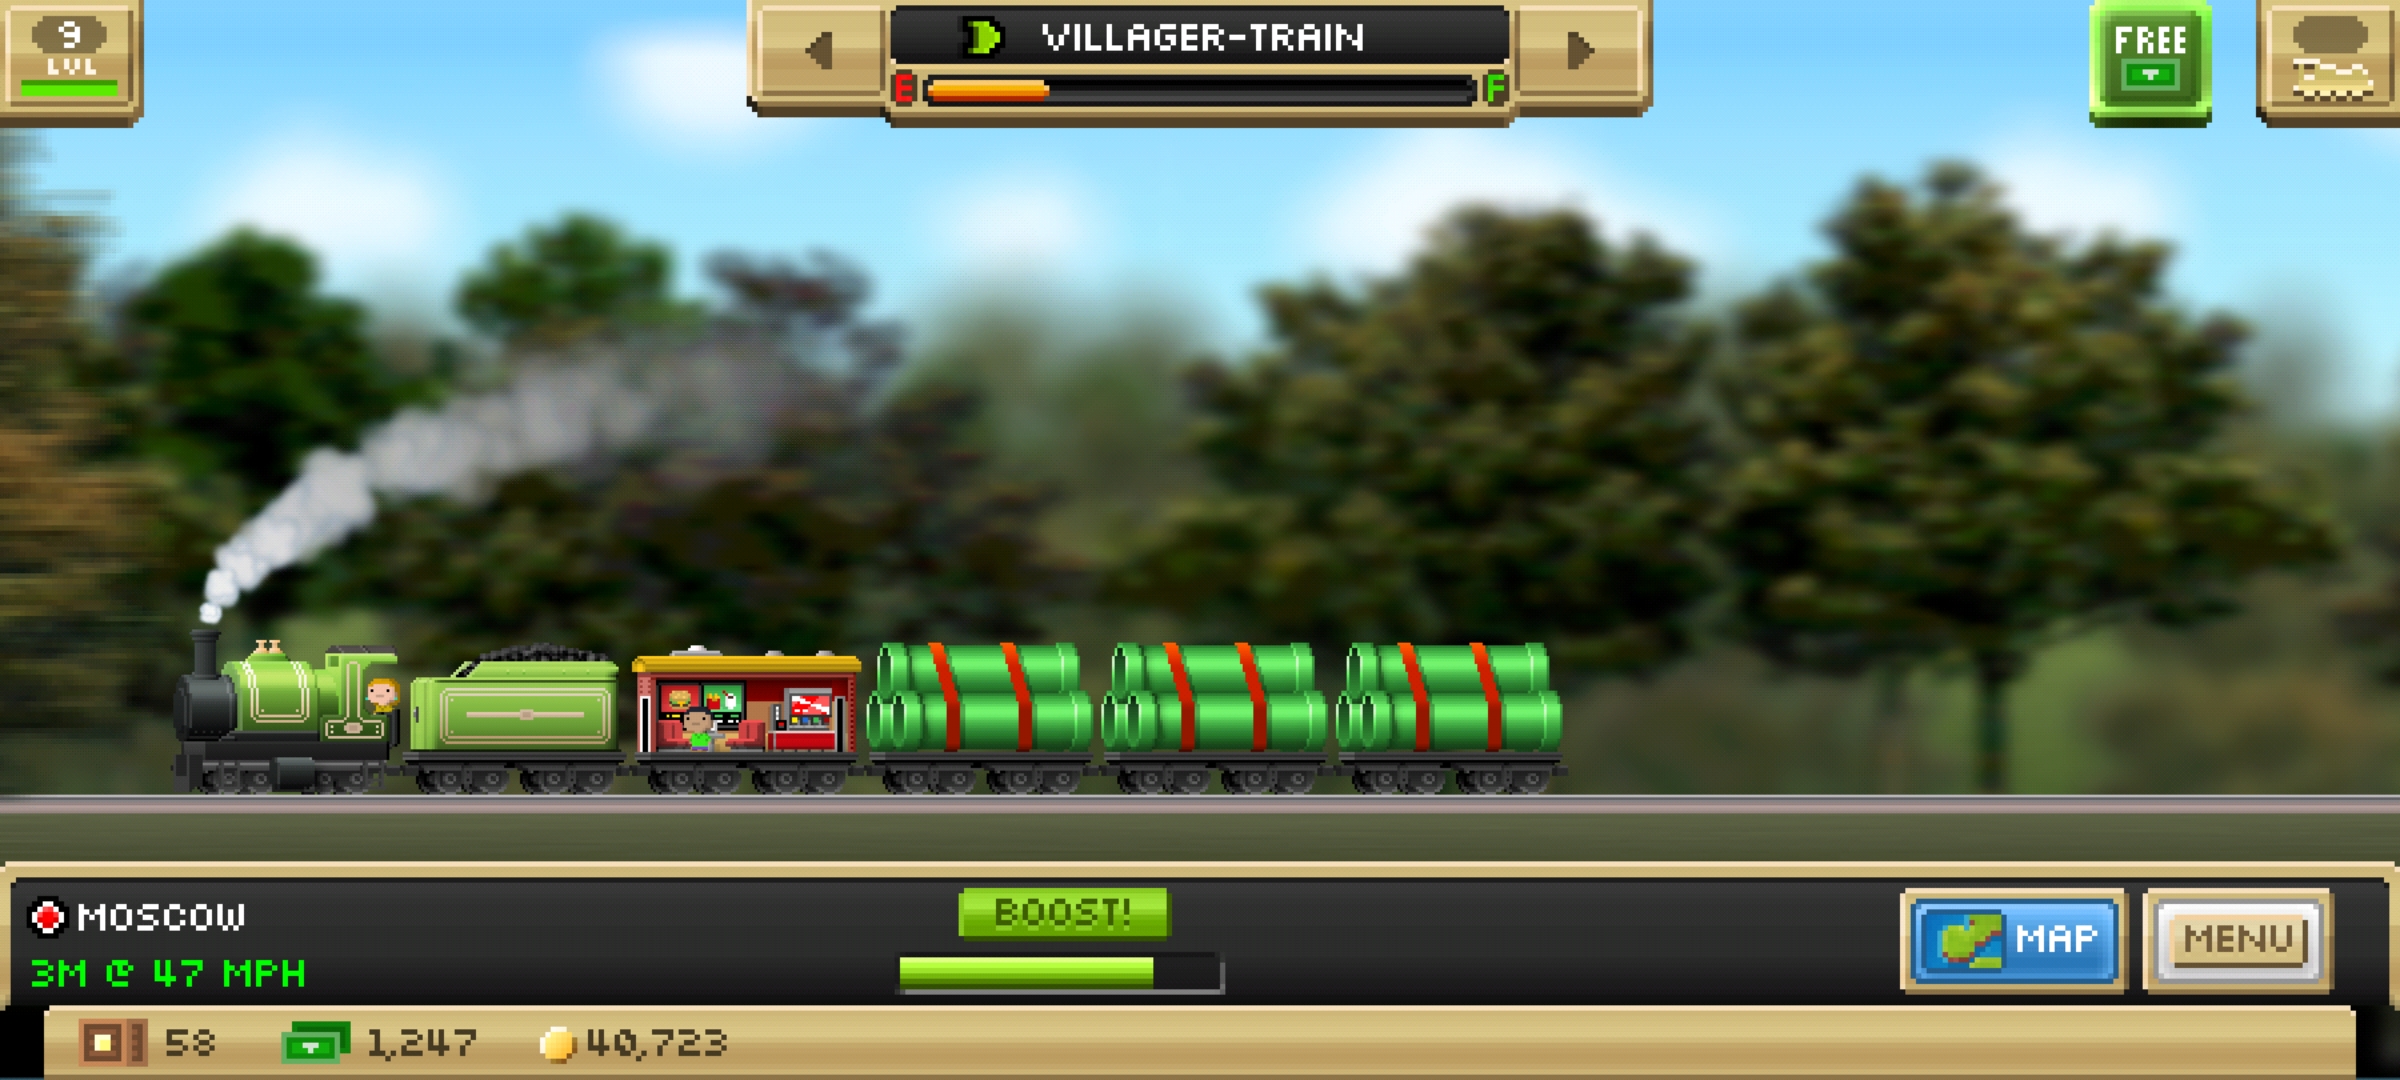 9
LVL
VILLAGER-TRAIN
E F
FREE
MOSCOW
3M @ 47 MPH
BOOST!
MAP
MENU
58
1,247
40,723